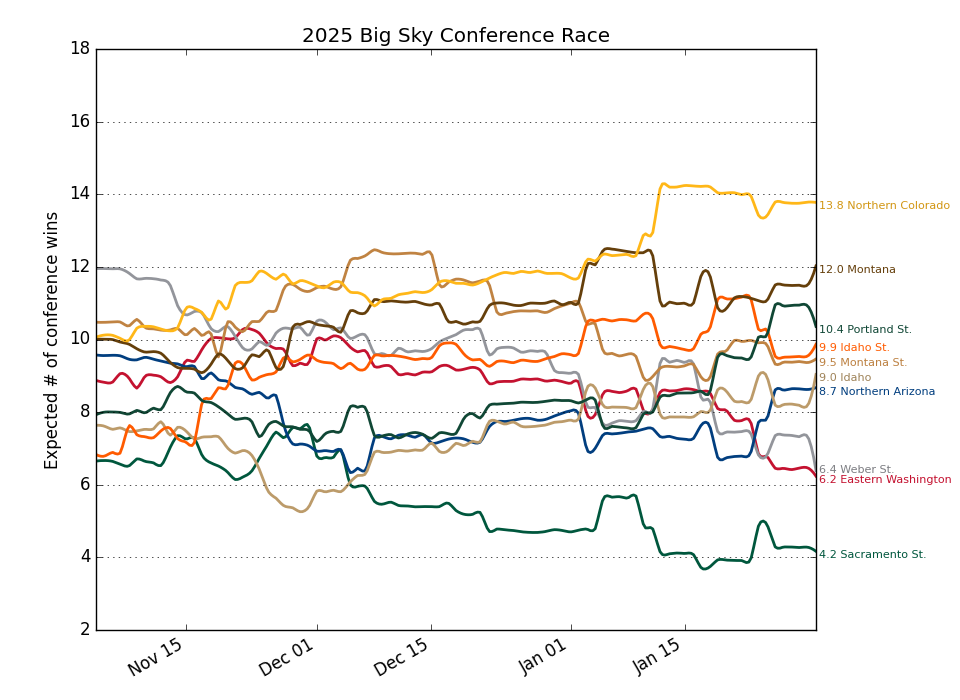 2025 Big Sky Conference Race
Expected # of conference wins
18
16
14
12
10
8
6
4
2
13.8 Northern Colorado
12.0 Montana
10.4 Portland St.
9.9 Idaho St.
9.5 Montana St.
9.0 Idaho
8.7 Northern Arizona
6.4 Weber St.
6.2 Eastern Washington
4.2 Sacramento St.
Nov 15
Dec 01
Dec 15
Jan 01
Jan 15